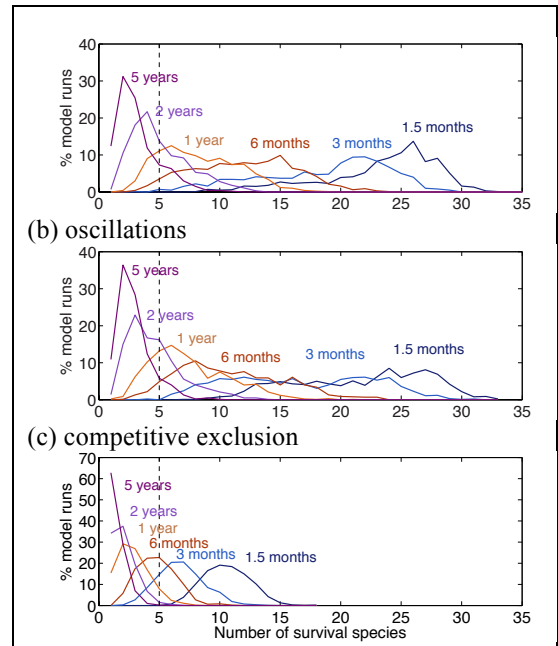 40
30
20
10
0
% model runs
5 years
2 years
1 year
6 months
3 months
1.5 months
0 5 10 15 20 25 30 35
(b) oscillations
40
30
20
10
0
% model runs
5 years
2 years
1 year
6 months
3 months
1.5 months
0 5 10 15 20 25 30 35
(c) competitive exclusion
70
60
50
40
30
20
10
0
% model runs
5 years
2 years
1 year
6 months
3 months
1.5 months
0 5 10 15 20 25 30 35
Number of survival species